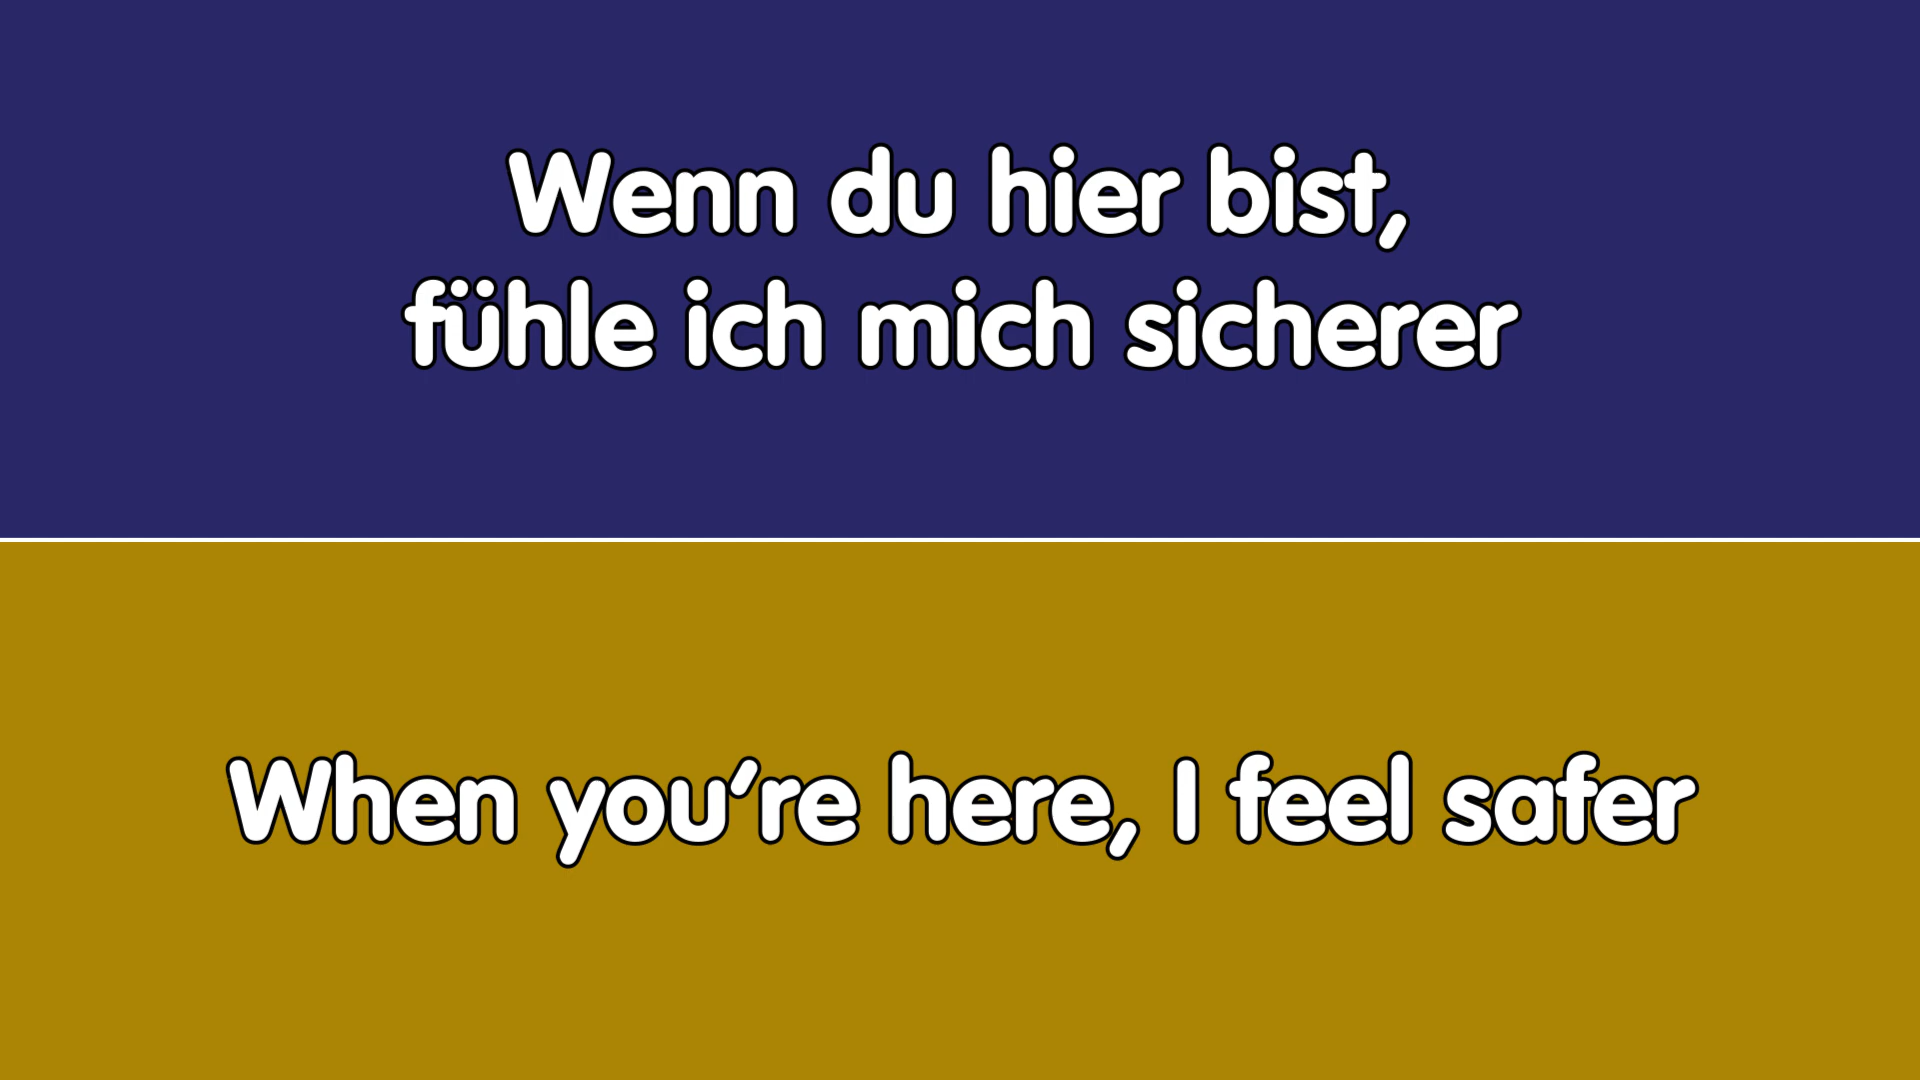 Wenn du hier bist,
fühle ich mich sicherer
When you're here, I feel safer